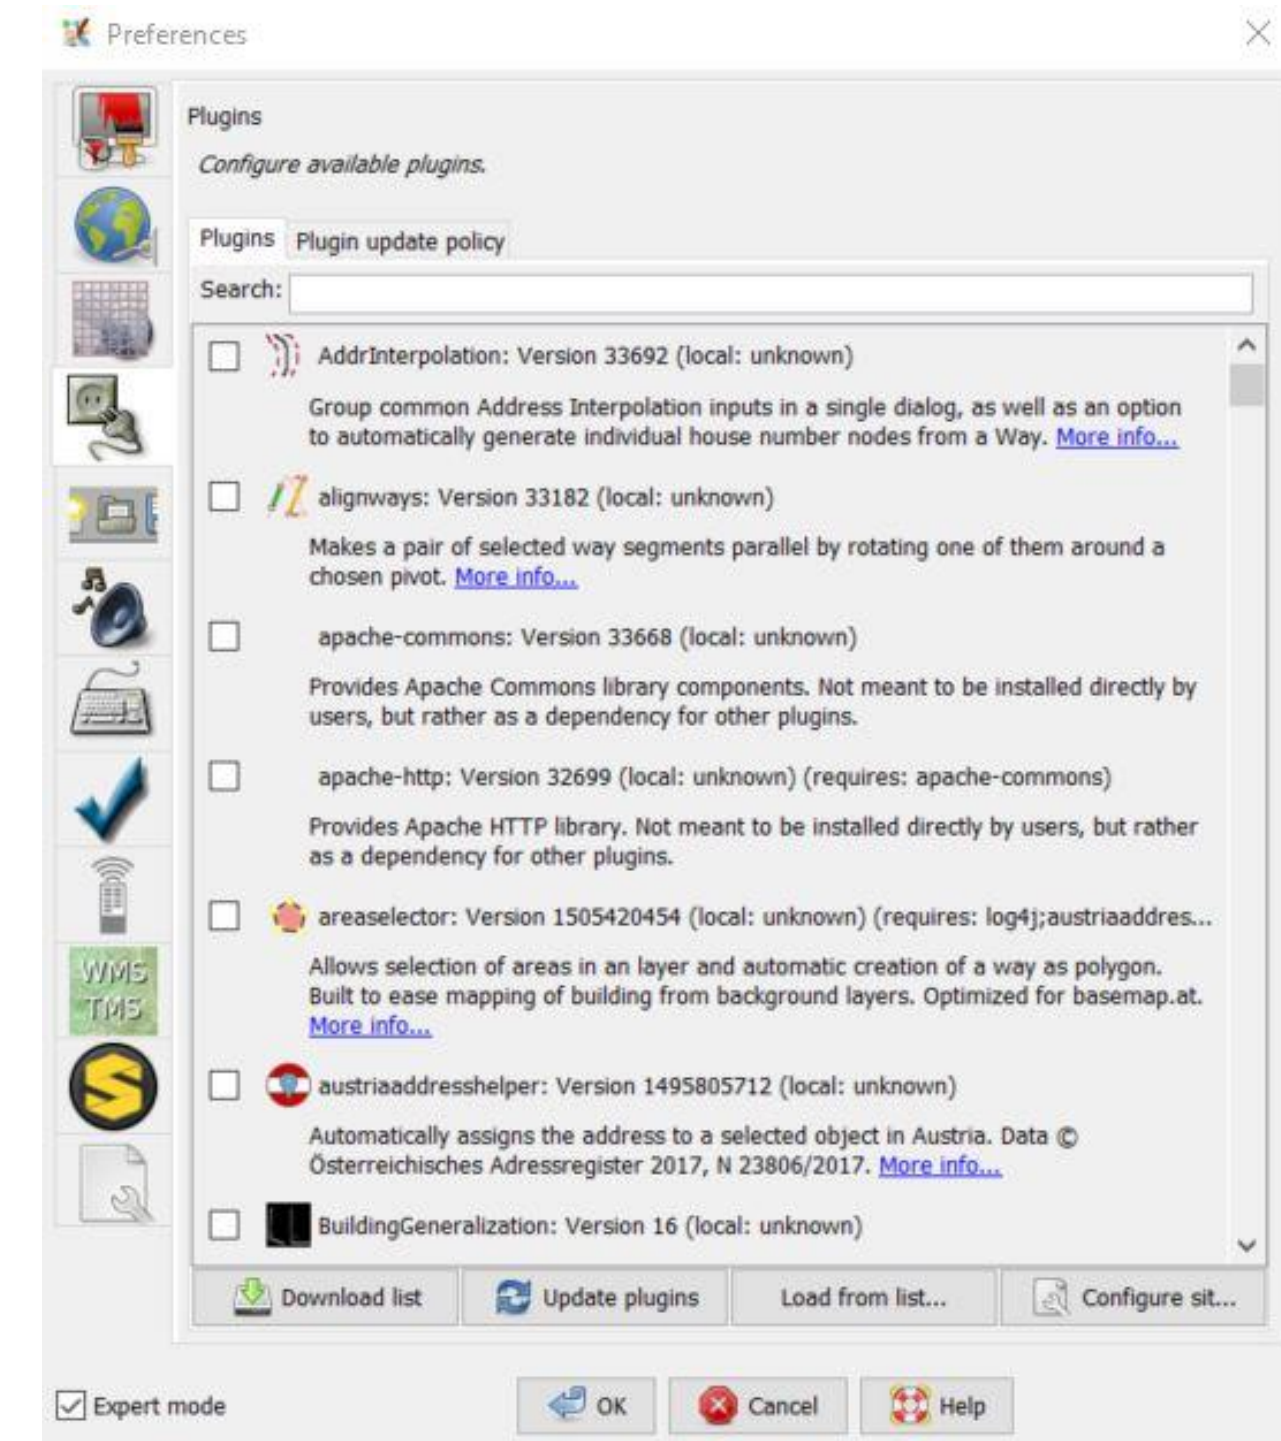 Preferences
Plugins
Configure available plugins.
Plugins
Plugin update policy
Search:
AddrInterpolation: Version 33692 (local: unknown)
Group common Address Interpolation inputs in a single dialog, as well as an option
to automatically generate individual house number nodes from a Way. More info...
alignways: Version 33182 (local: unknown)
Makes a pair of selected way segments parallel by rotating one of them around a
chosen pivot. More info...
apache-commons: Version 33668 (local: unknown)
Provides Apache Commons library components. Not meant to be installed directly by
users, but rather as a dependency for other plugins.
apache-http: Version 32699 (local: unknown) (requires: apache-commons)
Provides Apache HTTP library. Not meant to be installed directly by users, but rather
as a dependency for other plugins.
areaselector: Version 1505420454 (local: unknown) (requires: log4j;austriaaddres...
Allows selection of areas in an layer and automatic creation of a way as polygon.
Built to ease mapping of building from background layers. Optimized for basemap.at.
More info...
WMS
TMS
austriaaddresshelper: Version 1495805712 (local: unknown)
Automatically assigns the address to a selected object in Austria. Data ©
Österreichisches Adressregister 2017, N 23806/2017. More info...
BuildingGeneralization: Version 16 (local: unknown)
Download list
Update plugins
Load from list...
Configure sit...
Expert mode
OK
Cancel
Help